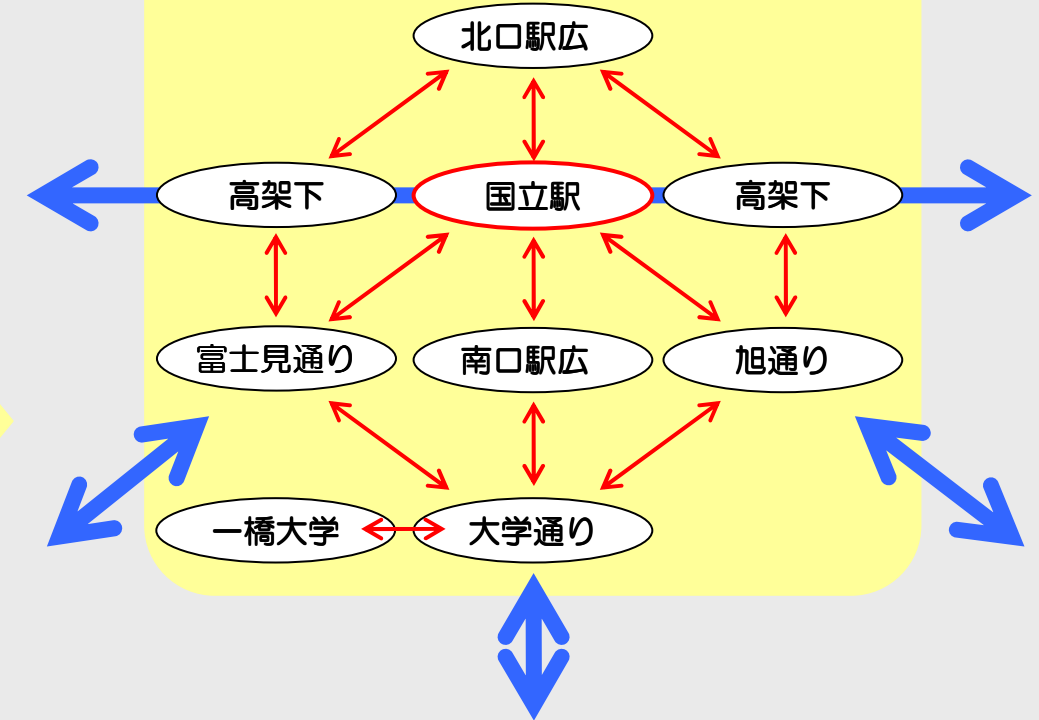 北口駅広
高架下
国立駅
高架下
富士見通り
南口駅広
旭通り
一橋大学
大学通り